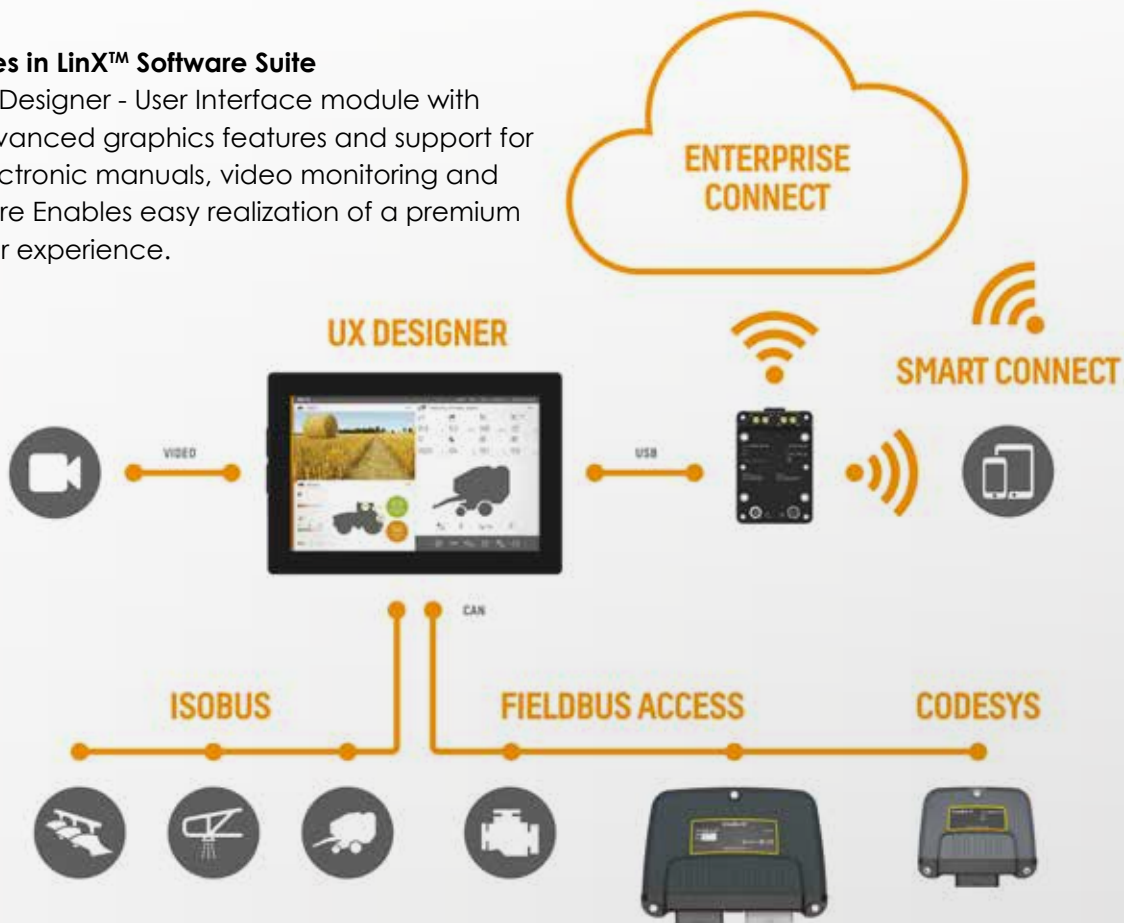 es in LinX™ Software Suite
Designer - User Interface module with
vanced graphics features and support for
ctronic manuals, video monitoring and
re Enables easy realization of a premium
r experience.
ENTERPRISE
CONNECT
UX DESIGNER
SMART CONNECT
VIDEO
USB
CAN
ISOBUS
FIELDBUS ACCESS
CODESYS